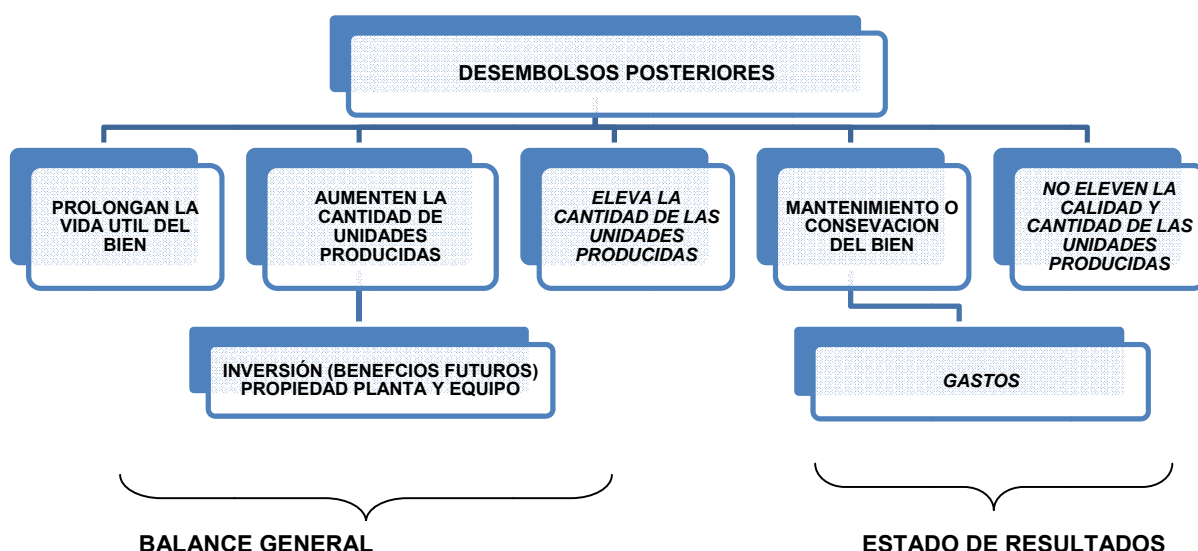 DESEMBOLSOS POSTERIORES
PROLONGAN LA
VIDA UTIL DEL
BIEN
AUMENTEN LA
CANTIDAD DE
UNIDADES
PRODUCIDAS
ELEVA LA
CANTIDAD DE LAS
UNIDADES
PRODUCIDAS
MANTENIMIENTO O
CONSEVACION
DEL BIEN
NO ELEVEN LA
CALIDAD Y
CANTIDAD DE LAS
UNIDADES
PRODUCIDAS
INVERSIÓN (BENEFCIOS FUTUROS)
PROPIEDAD PLANTA Y EQUIPO
GASTOS
BALANCE GENERAL
ESTADO DE RESULTADOS